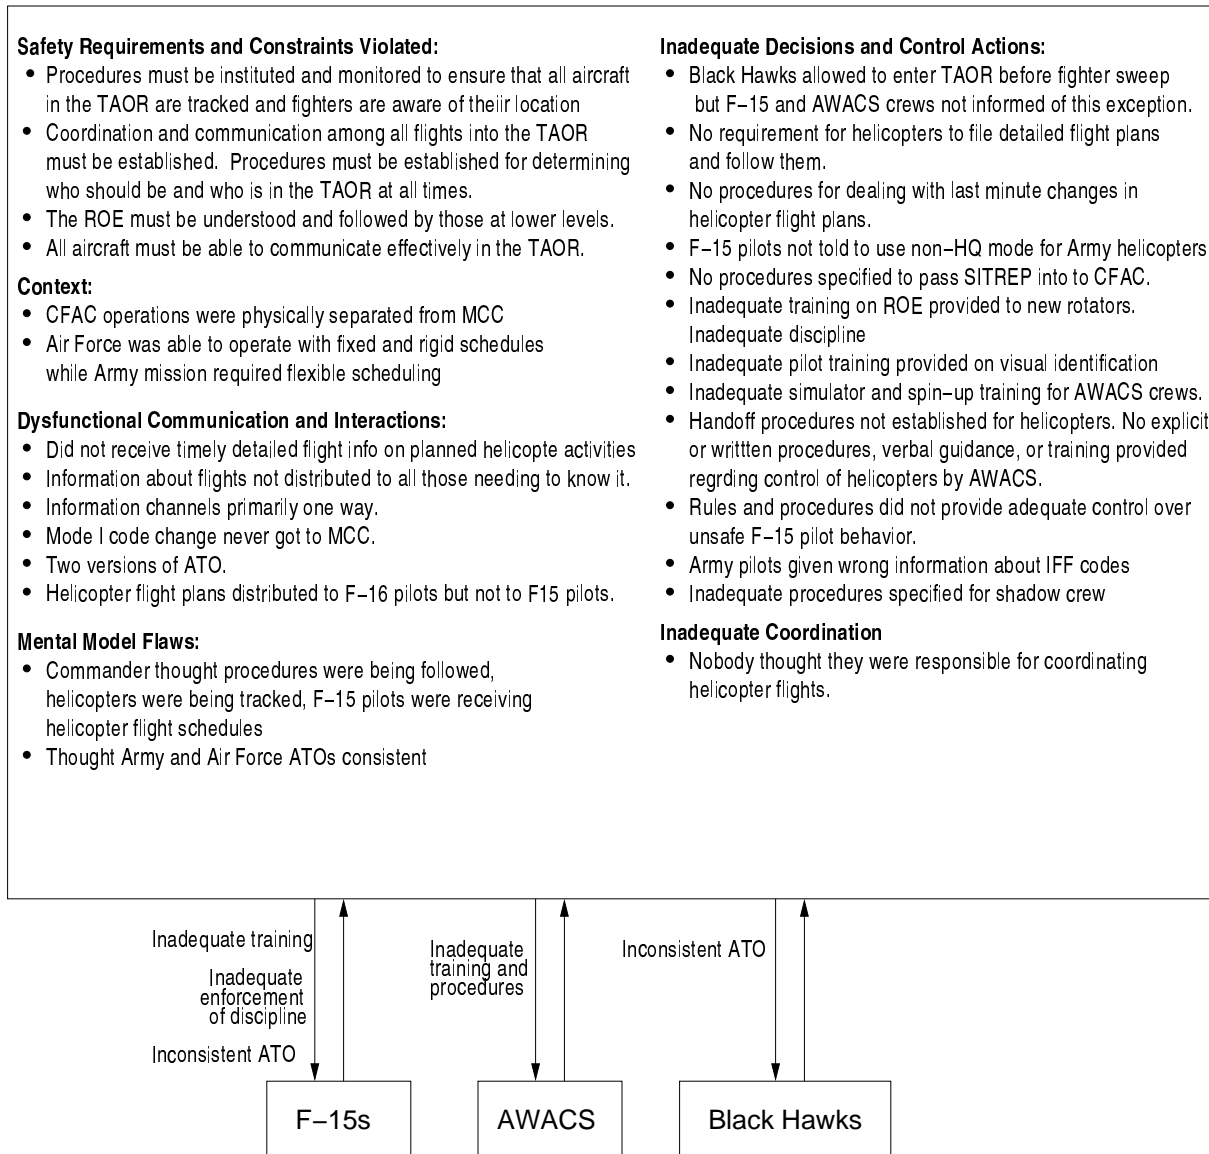 Safety Requirements and Constraints Violated:
• Procedures must be instituted and monitored to ensure that all aircraft
in the TAOR are tracked and fighters are aware of theiir location
• Coordination and communication among all flights into the TAOR
must be established. Procedures must be established for determining
who should be and who is in the TAOR at all times.
• The ROE must be understood and followed by those at lower levels.
• All aircraft must be able to communicate effectively in the TAOR.
Context:
• CFAC operations were physically separated from MCC
• Air Force was able to operate with fixed and rigid schedules
while Army mission required flexible scheduling
Dysfunctional Communication and Interactions:
• Did not receive timely detailed flight info on planned helicopte activities
• Information about flights not distributed to all those needing to know it.
• Information channels primarily one way.
• Mode I code change never got to MCC.
• Two versions of ATO.
• Helicopter flight plans distributed to F−16 pilots but not to F15 pilots.
Mental Model Flaws:
• Commander thought procedures were being followed,
helicopters were being tracked, F−15 pilots were receiving
helicopter flight schedules
• Thought Army and Air Force ATOs consistent
Inadequate Decisions and Control Actions:
• Black Hawks allowed to enter TAOR before fighter sweep
but F−15 and AWACS crews not informed of this exception.
• No requirement for helicopters to file detailed flight plans
and follow them.
• No procedures for dealing with last minute changes in
helicopter flight plans.
• F−15 pilots not told to use non−HQ mode for Army helicopters
• No procedures specified to pass SITREP into to CFAC.
• Inadequate training on ROE provided to new rotators.
Inadequate discipline
• Inadequate pilot training provided on visual identification
• Inadequate simulator and spin−up training for AWACS crews.
• Handoff procedures not established for helicopters. No explicit
or writtten procedures, verbal guidance, or training provided
regrding control of helicopters by AWACS.
• Rules and procedures did not provide adequate control over
unsafe F−15 pilot behavior.
• Army pilots given wrong information about IFF codes
• Inadequate procedures specified for shadow crew
Inadequate Coordination
• Nobody thought they were responsible for coordinating
helicopter flights.
Inadequate training
Inadequate
enforcement
of discipline
Inconsistent ATO
Inadequate
training and
procedures
Inconsistent ATO
F−15s
AWACS
Black Hawks